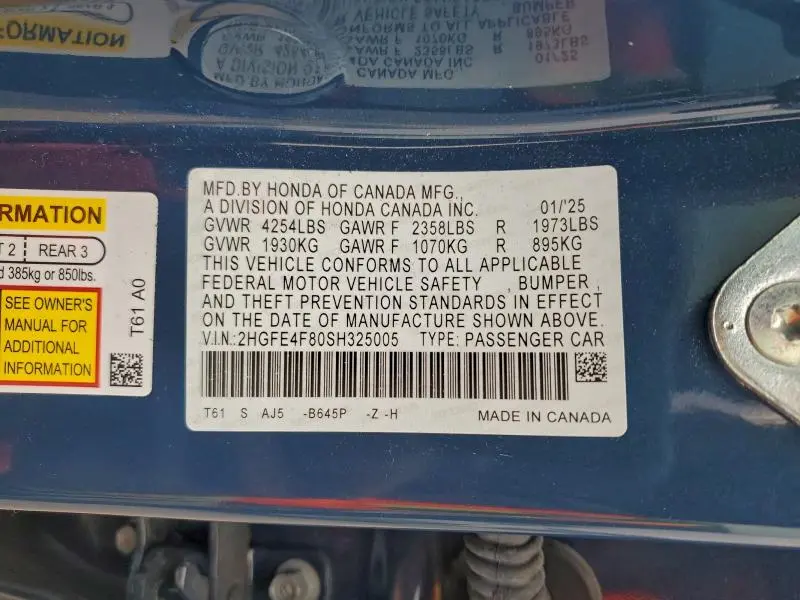 RMATION
T 2 REAR 3
d 385kg or 850lbs.
SEE OWNER'S
MANUAL FOR
ADDITIONAL
INFORMATION
T61 A0
MFD.BY HONDA OF CANADA MFG.,
A DIVISION OF HONDA CANADA INC. 01/'25
GVWR 4254LBS GAWR F 2358LBS R 1973LBS
GVWR 1930KG GAWR F 1070KG R 895KG
THIS VEHICLE CONFORMS TO ALL APPLICABLE
FEDERAL MOTOR VEHICLE SAFETY , BUMPER ,
AND THEFT PREVENTION STANDARDS IN EFFECT
ON THE DATE OF MANUFACTURE SHOWN ABOVE.
V.I.N.:2HGFE4F80SH325005 TYPE: PASSENGER CAR
T61 S AJ5 -B645P -Z -H MADE IN CANADA